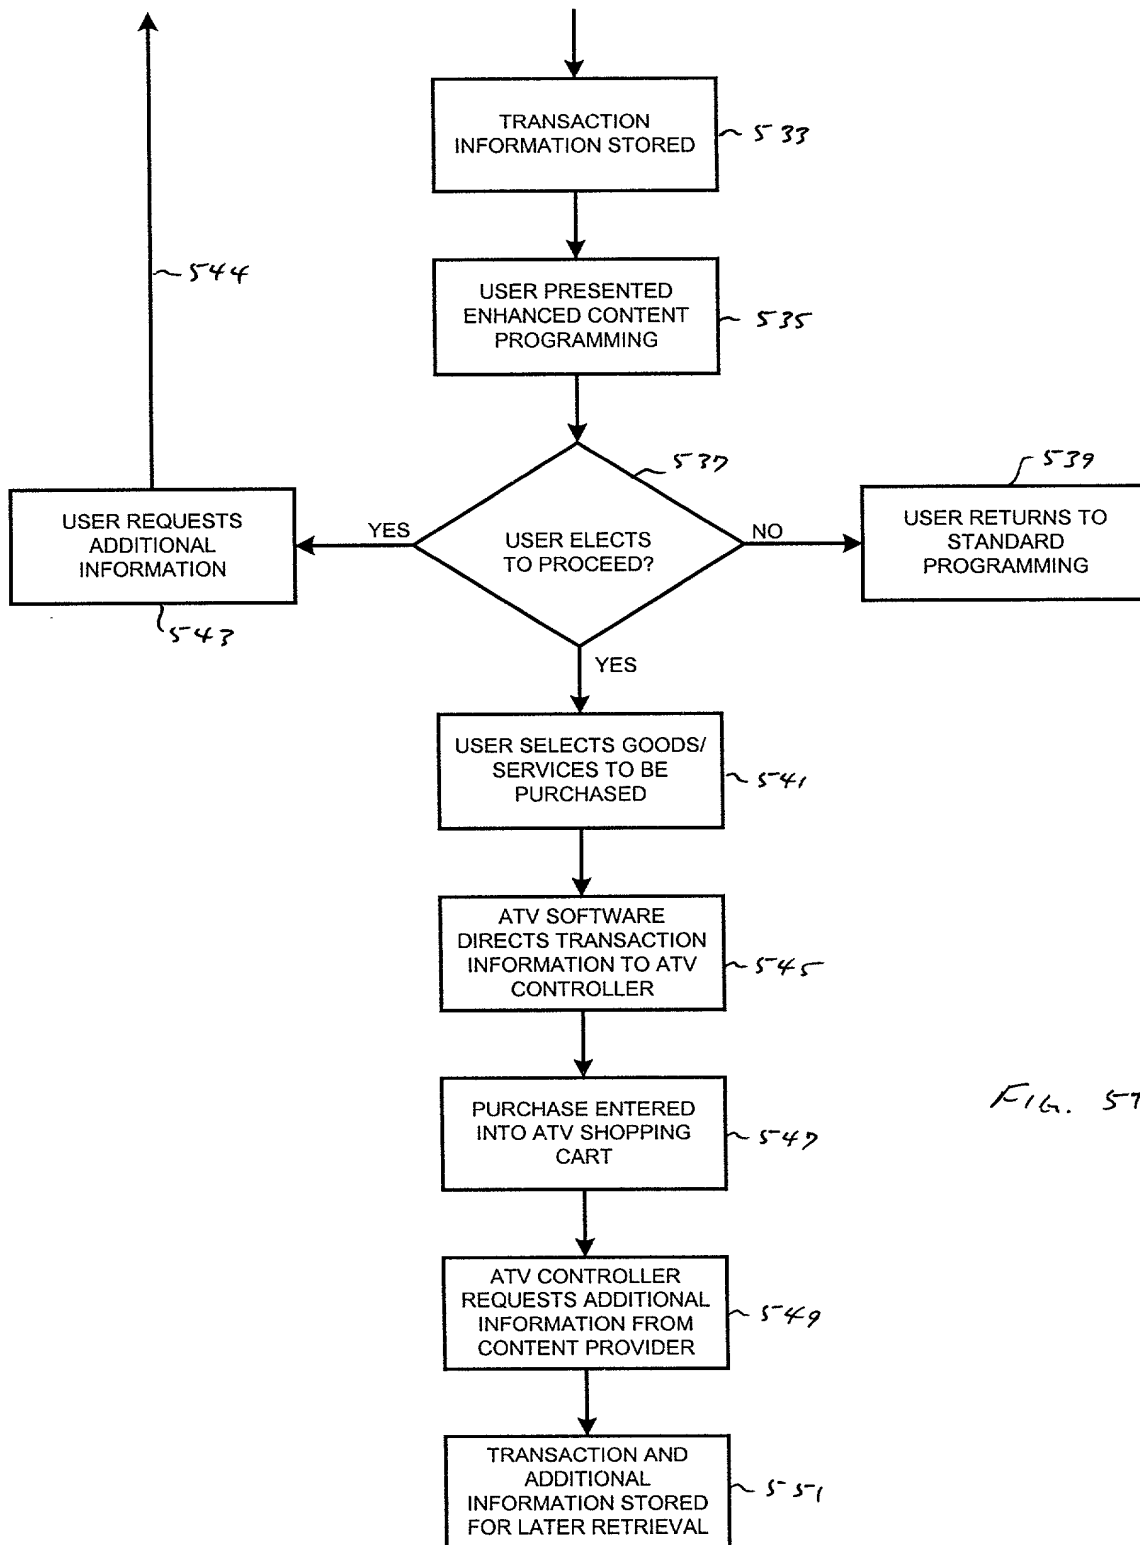 TRANSACTION
INFORMATION STORED
533
544
USER PRESENTED
ENHANCED CONTENT
PROGRAMMING
535
537
539
USER REQUESTS
ADDITIONAL
INFORMATION
YES
USER ELECTS
TO PROCEED?
NO
USER RETURNS TO
STANDARD
PROGRAMMING
543
YES
USER SELECTS GOODS/
SERVICES TO BE
PURCHASED
541
ATV SOFTWARE
DIRECTS TRANSACTION
INFORMATION TO ATV
CONTROLLER
545
PURCHASE ENTERED
INTO ATV SHOPPING
CART
547
FIG.
ATV CONTROLLER
REQUESTS ADDITIONAL
INFORMATION FROM
CONTENT PROVIDER
549
TRANSACTION AND
ADDITIONAL
INFORMATION STORED
FOR LATER RETRIEVAL
551